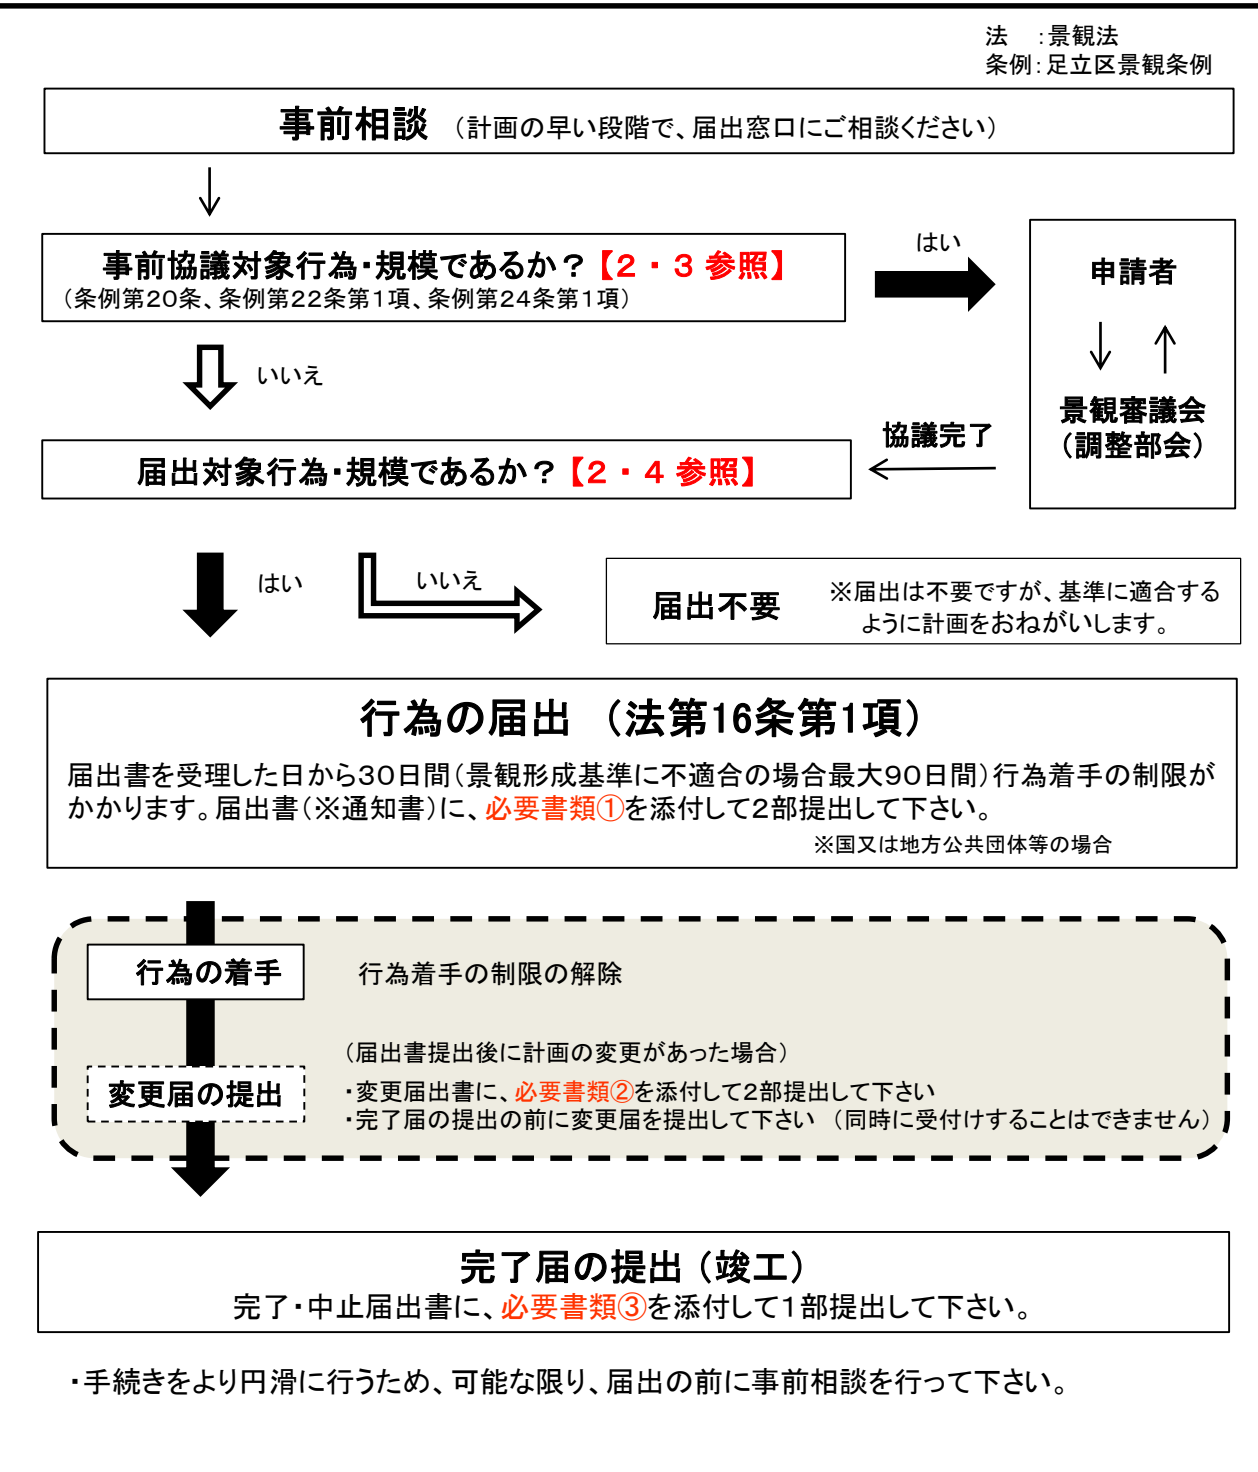 法　：景観法
条例：足立区景観条例
事前相談　（計画の早い段階で、届出窓口にご相談ください）
事前協議対象行為・規模であるか？【２・３ 参照】
（条例第２０条、条例第２２条第１項、条例第２４条第１項）
はい
申請者
いいえ
景観審議会
（調整部会）
協議完了
届出対象行為・規模であるか？【２・４ 参照】
はい
いいえ
届出不要　※届出は不要ですが、基準に適合する
ように計画をおねがいします。
行為の届出　（法第16条第1項）
届出書を受理した日から３０日間（景観形成基準に不適合の場合最大９０日間）行為着手の制限が
かかります。届出書（※通知書）に、必要書類①を添付して２部提出して下さい。
※国又は地方公共団体等の場合
行為の着手　行為着手の制限の解除
（届出書提出後に計画の変更があった場合）
変更届の提出
・変更届出書に、必要書類②を添付して２部提出して下さい
・完了届の提出の前に変更届を提出して下さい　（同時に受付けすることはできません）
完了届の提出（竣工）
完了・中止届出書に、必要書類③を添付して１部提出して下さい。
・手続きをより円滑に行うため、可能な限り、届出の前に事前相談を行って下さい。